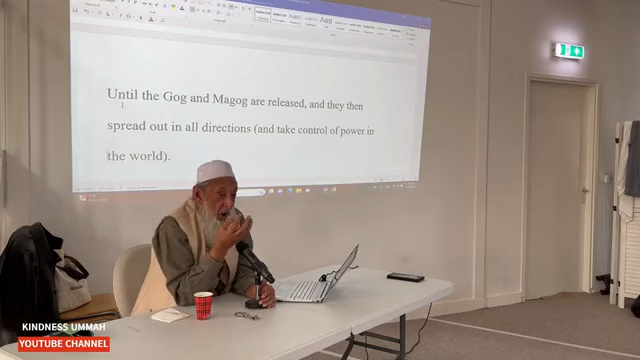 Until the Gog and Magog are released, and they then
spread out in all directions (and take control of power in
the world).
KINDNESS UMMAH
YOUTUBE CHANNEL